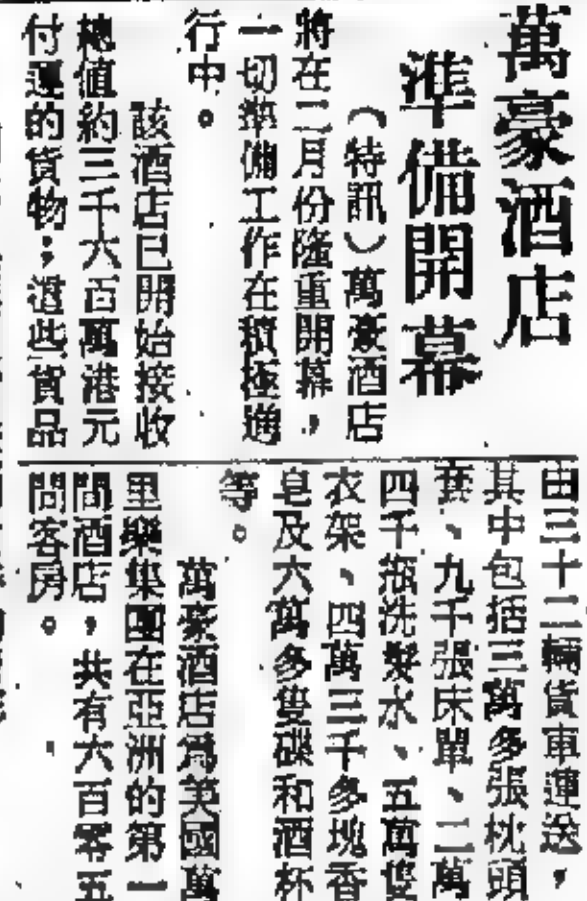 萬豪酒店
準備開幕
（特訊）萬豪酒店
將在二月份隆重開幕，
一切準備工作在積極進
行中。
該酒店已開始接收
總值約三千六百萬港元
付運的貨物；這些貨品
由三十二輛貨車運送，
其中包括三萬多張枕頭
套、九千張床單、二萬
四千瓶洗髮水、五萬隻
衣架、四萬三千多塊香
皂及六萬多隻碟和酒杯
等。
萬豪酒店爲美國萬
里樂集團在亞洲的第一
間酒店，共有六百零五
間客房。